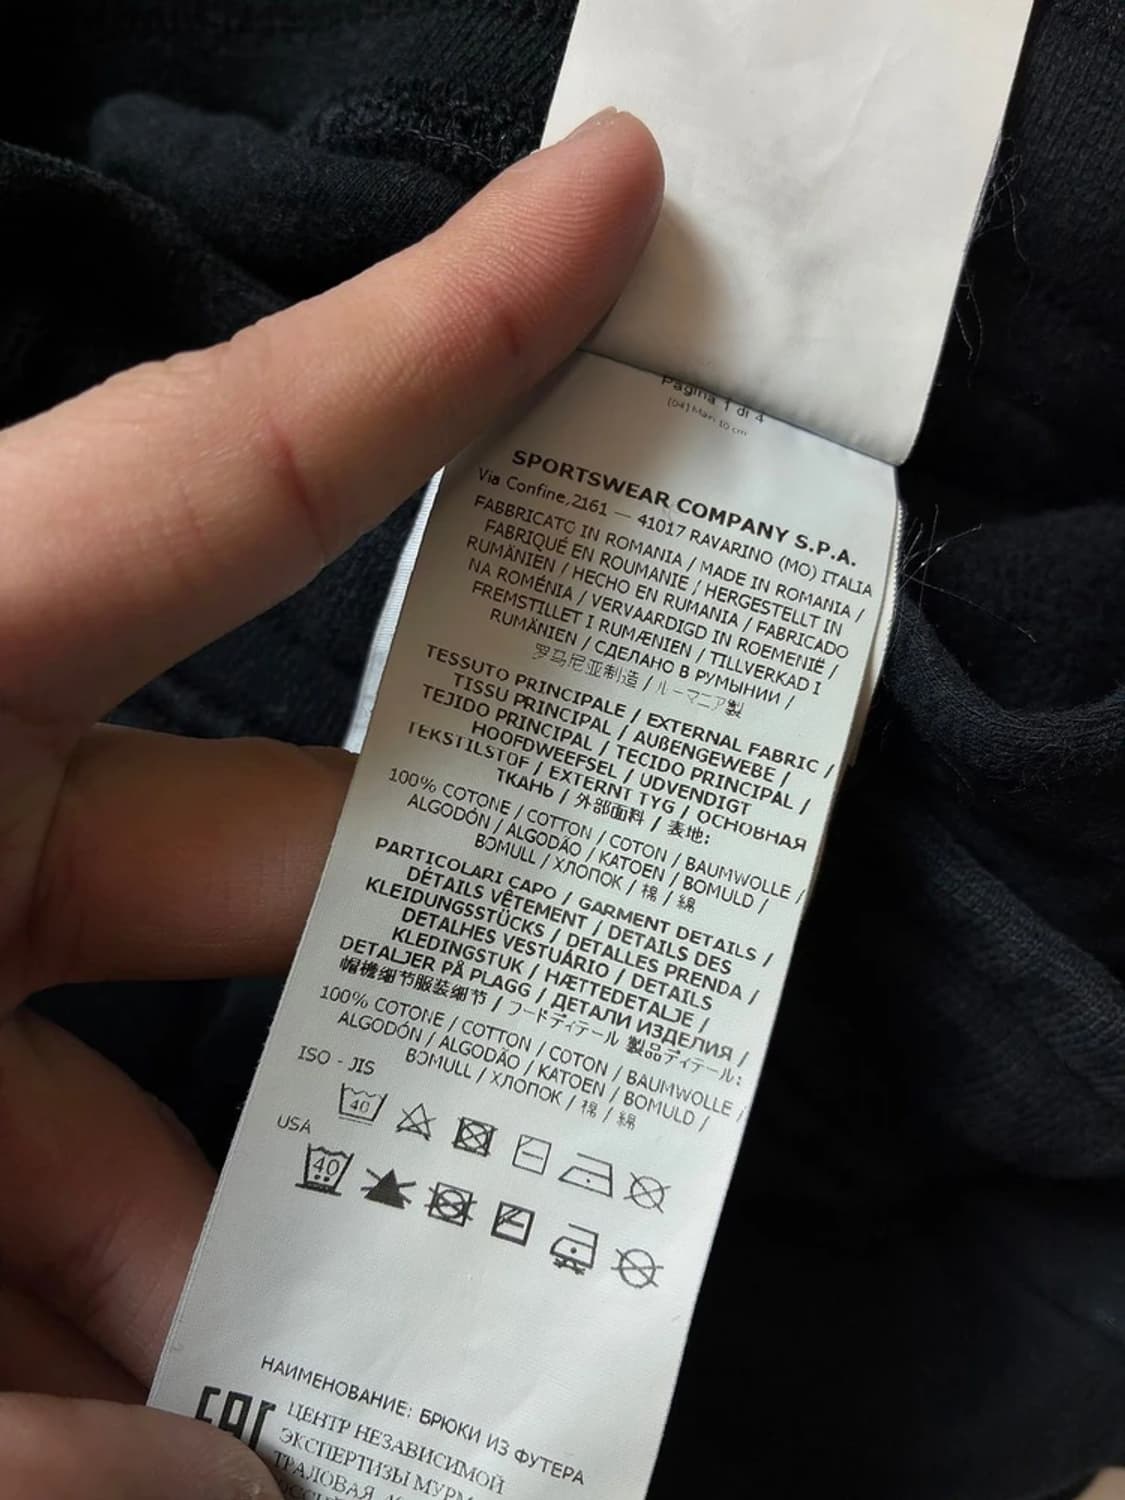 Pagina 1 di 4
(04) Man 10 cm
SPORTSWEAR COMPANY S.P.A.
Via Confine,2161 — 41017 RAVARINO (MO) ITALIA
FABBRICATO IN ROMANIA / MADE IN ROMANIA /
FABRIQUÉ EN ROUMANIE / HERGESTELLT IN
RUMÄNIEN / HECHO EN RUMANIA / FABRICADO
NA ROMÉNIA / VERVAARDIGD IN ROEMENIË /
FREMSTILLET I RUMÆNIEN / TILLVERKAD I
RUMÄNIEN / СДЕЛАНО В РУМЫНИИ /
罗马尼亚制造 / ルーマニア製
TESSUTO PRINCIPALE / EXTERNAL FABRIC /
TISSU PRINCIPAL / AUßENGEWEBE /
TEJIDO PRINCIPAL / TECIDO PRINCIPAL /
HOOFDWEEFSEL / UDVENDIGT
TEKSTILSTOF / EXTERNT TYG / ОСНОВНАЯ
ТКАНЬ / 外部面料 / 表地:
100% COTONE / COTTON / COTON / BAUMWOLLE /
ALGODÓN / ALGODÃO / KATOEN / BOMULD /
BOMULL / ХЛОПОК / 棉 / 綿
PARTICOLARI CAPO / GARMENT DETAILS /
DÉTAILS VÊTEMENT / DETAILS DES
KLEIDUNGSSTÜCKS / DETALLES PRENDA /
DETALHES VESTUÁRIO / DETAILS
KLEDINGSTUK / HÆTTEDETALJE /
DETALJER PÅ PLAGG / ДЕТАЛИ ИЗДЕЛИЯ /
帽機细节服装细节 / フードディテール 製品ディテール:
100% COTONE / COTTON / COTON / BAUMWOLLE /
ALGODÓN / ALGODÃO / KATOEN / BOMULD /
BOMULL / ХЛОПОК / 棉 / 綿
ISO - JIS
40
USA
40
НАИМЕНОВАНИЕ: БРЮКИ ИЗ ФУТЕРА
EAC
ЦЕНТР НЕЗАВИСИМОЙ
ЭКСПЕРТИЗЫ
ТРАЛОВАЯ